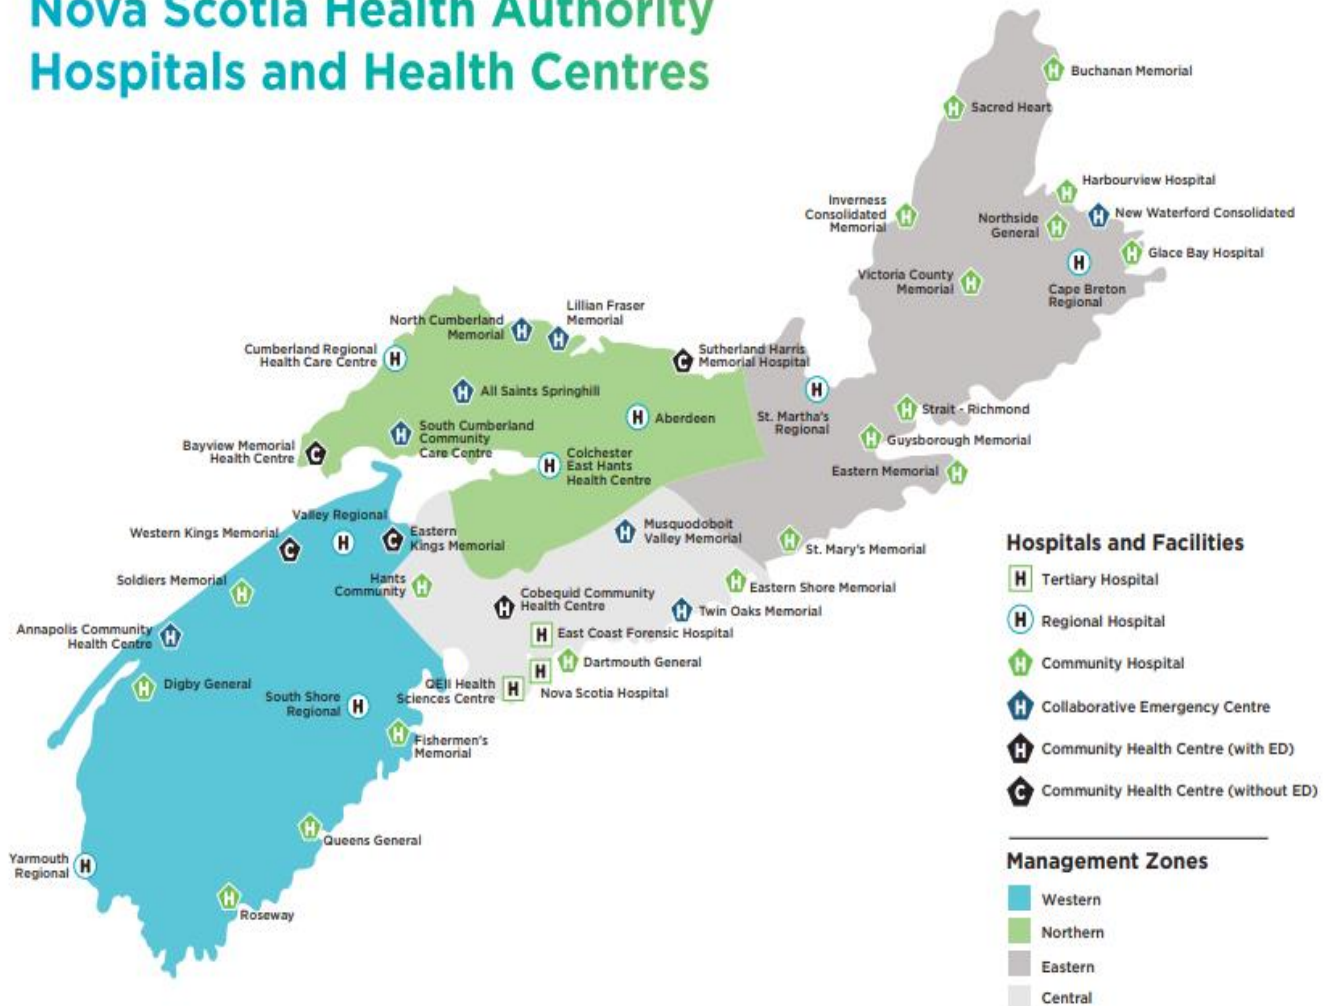 Nova Scotia Health Authority
Hospitals and Health Centres
H Buchanan Memorial
H Sacred Heart
H Harbourview Hospital
Inverness
Consolidated
Memorial
H
Northside
General
H
H New Waterford Consolidated
H Glace Bay Hospital
H
Cape Breton
Regional
Victoria County
Memorial
H
North Cumberland
Memorial
H
Lillian Fraser
Memorial
H
Cumberland Regional
Health Care Centre
H
C
Sutherland Harris
Memorial Hospital
H All Saints Springhill
H
St. Martha's
Regional
H Aberdeen
H Strait - Richmond
H
South Cumberland
Community
Care Centre
H Guysborough Memorial
Bayview Memorial
Health Centre
C
H
Colchester
East Hants
Health Centre
Eastern Memorial H
Valley Regional
H
Western Kings Memorial
C
C
Eastern
Kings Memorial
H
Musquodoboit
Valley Memorial
H
St. Mary's Memorial
Soldiers Memorial
H
Hants
Community
H
H
Eastern Shore Memorial
H
Cobequid Community
Health Centre
H Twin Oaks Memorial
Annapolis Community
Health Centre
H
H East Coast Forensic Hospital
H Dartmouth General
H
Nova Scotia Hospital
QEII Health
Sciences Centre
H
H Digby General
South Shore
Regional
H
H
Fishermen's
Memorial
H
Queens General
Yarmouth
Regional
H
H
Roseway
Hospitals and Facilities
H Tertiary Hospital
H Regional Hospital
H Community Hospital
H Collaborative Emergency Centre
H Community Health Centre (with ED)
C Community Health Centre (without ED)
Management Zones
Western
Northern
Eastern
Central